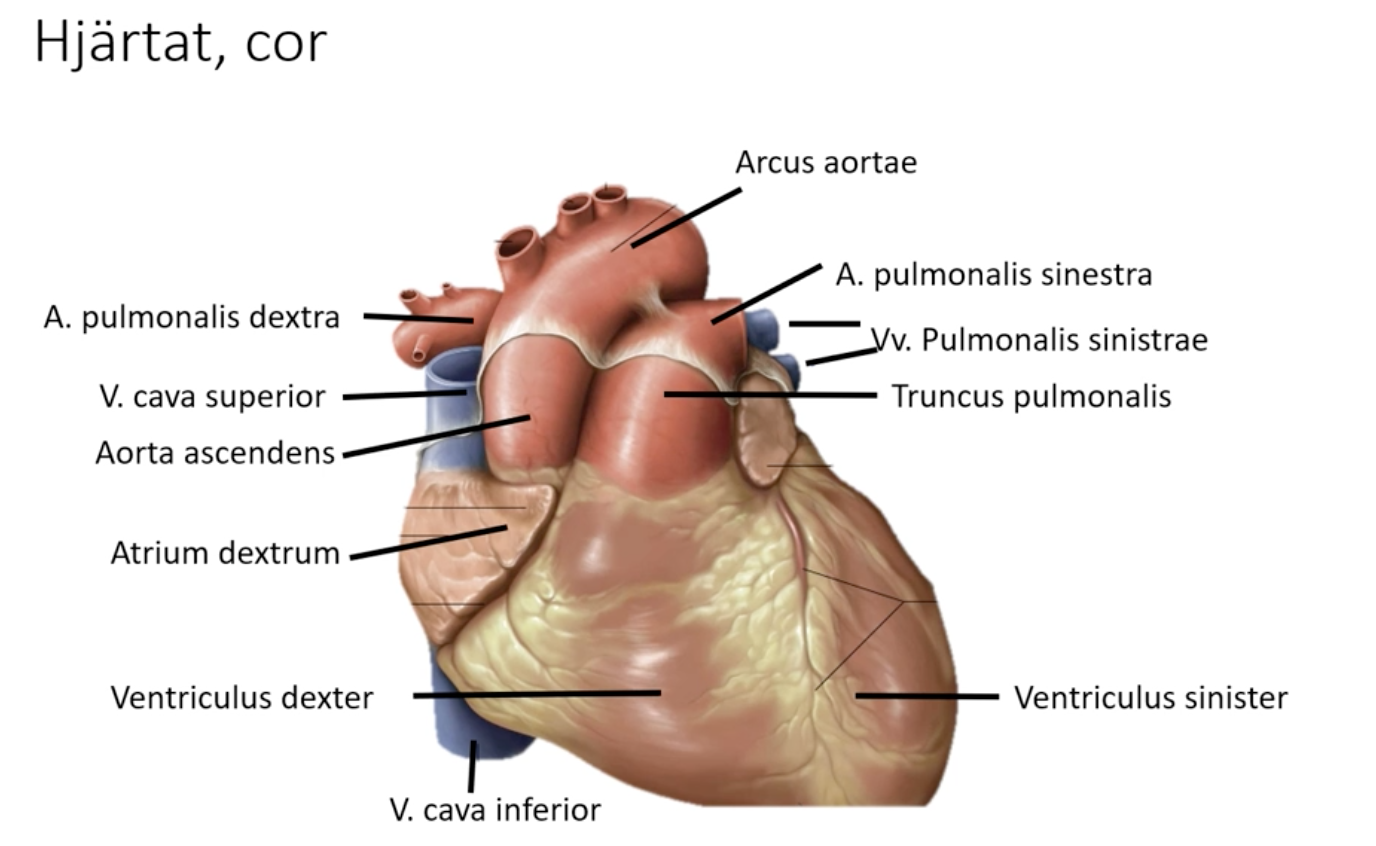 Hjärtat, cor
Arcus aortae
A. pulmonalis sinestra
A. pulmonalis dextra
Vv. Pulmonalis sinistrae
V. cava superior
Truncus pulmonalis
Aorta ascendens
Atrium dextrum
Ventriculus dexter
Ventriculus sinister
V. cava inferior